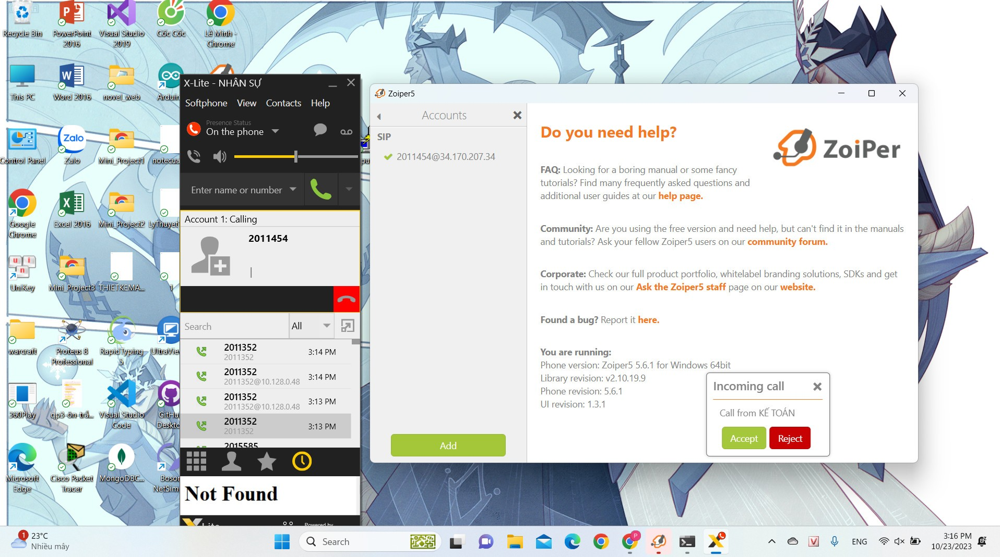 Recycle Bin
PowerPoint 2016
Visual Studio 2019
Cốc Cốc
Lê Minh - Chrome
This PC
Word 2016
novel_web
Arduin
Control Panel
Zalo
Zalo
Mini_Project1
notecua
Google Chrome
Excel 2016
Mini_Project2
LyThuyet
UniKey
Mini_Project3
THIETKEMA...
1
warcraft
Proteus 8 Professional
RapidTyping 5
UltraView
360Play
Visual Studio Code
GitHu
Deskto
Microsoft Edge
Cisco Packet Tracer
MongoDBC...
Boson
NetSim
pu
X-Lite - NHÂN SỰ
Softphone View Contacts Help
Presence Status
On the phone
Enter name or number
Account 1: Calling
2011454
Search
All
2011352
2011352
3:14 PM
2011352
2011352@10.128.0.48
3:14 PM
2011352
2011352@10.128.0.48
3:13 PM
2011352
2011352
3:13 PM
2015585
Not Found
Lite
Powered by
Zoiper5
Accounts
SIP
2011454@34.170.207.34
Add
Do you need help?
ZoiPer
FAQ: Looking for a boring manual or some fancy
tutorials? Find many frequently asked questions and
additional user guides at our help page.
Community: Are you using the free version and need help, but can't find it in the manuals
and tutorials? Ask your fellow Zoiper5 users on our community forum.
Corporate: Check our full product portfolio, whitelabel branding solutions, SDKs and get
in touch with us on our Ask the Zoiper5 staff page on our website.
Found a bug? Report it here.
You are running:
Phone version: Zoiper5 5.6.1 for Windows 64bit
Library revision: v2.10.19.9
Phone revision: 5.6.1
UI revision: 1.3.1
Incoming call
Call from KẾ TOÁN
Accept Reject
1
23°C
Nhiều mây
Search
P
V
ENG
3:16 PM
10/23/2023